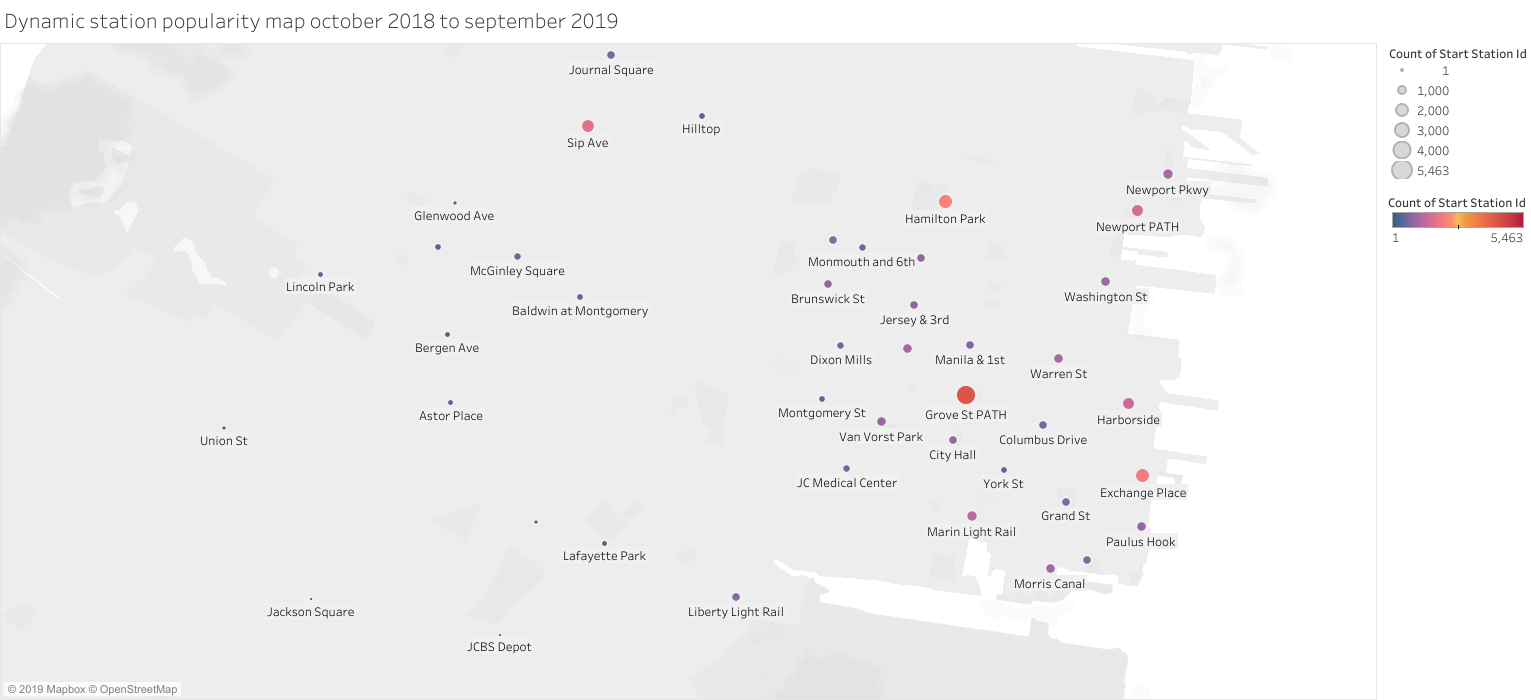 Dynamic station popularity map october 2018 to september 2019
Journal Square
Sip Ave
Hilltop
Newport Pkwy
Glenwood Ave
Hamilton Park
Newport PATH
Monmouth and 6th
McGinley Square
Lincoln Park
Brunswick St
Washington St
Baldwin at Montgomery
Jersey & 3rd
Bergen Ave
Dixon Mills
Manila & 1st
Warren St
Astor Place
Montgomery St
Grove St PATH
Harborside
Union St
Van Vorst Park
Columbus Drive
City Hall
JC Medical Center
York St
Exchange Place
Grand St
Marin Light Rail
Paulus Hook
Lafayette Park
Morris Canal
Jackson Square
Liberty Light Rail
JCBS Depot
© 2019 Mapbox © OpenStreetMap
Count of Start Station Id
1
1,000
2,000
3,000
4,000
5,463
Count of Start Station Id
1 5,463